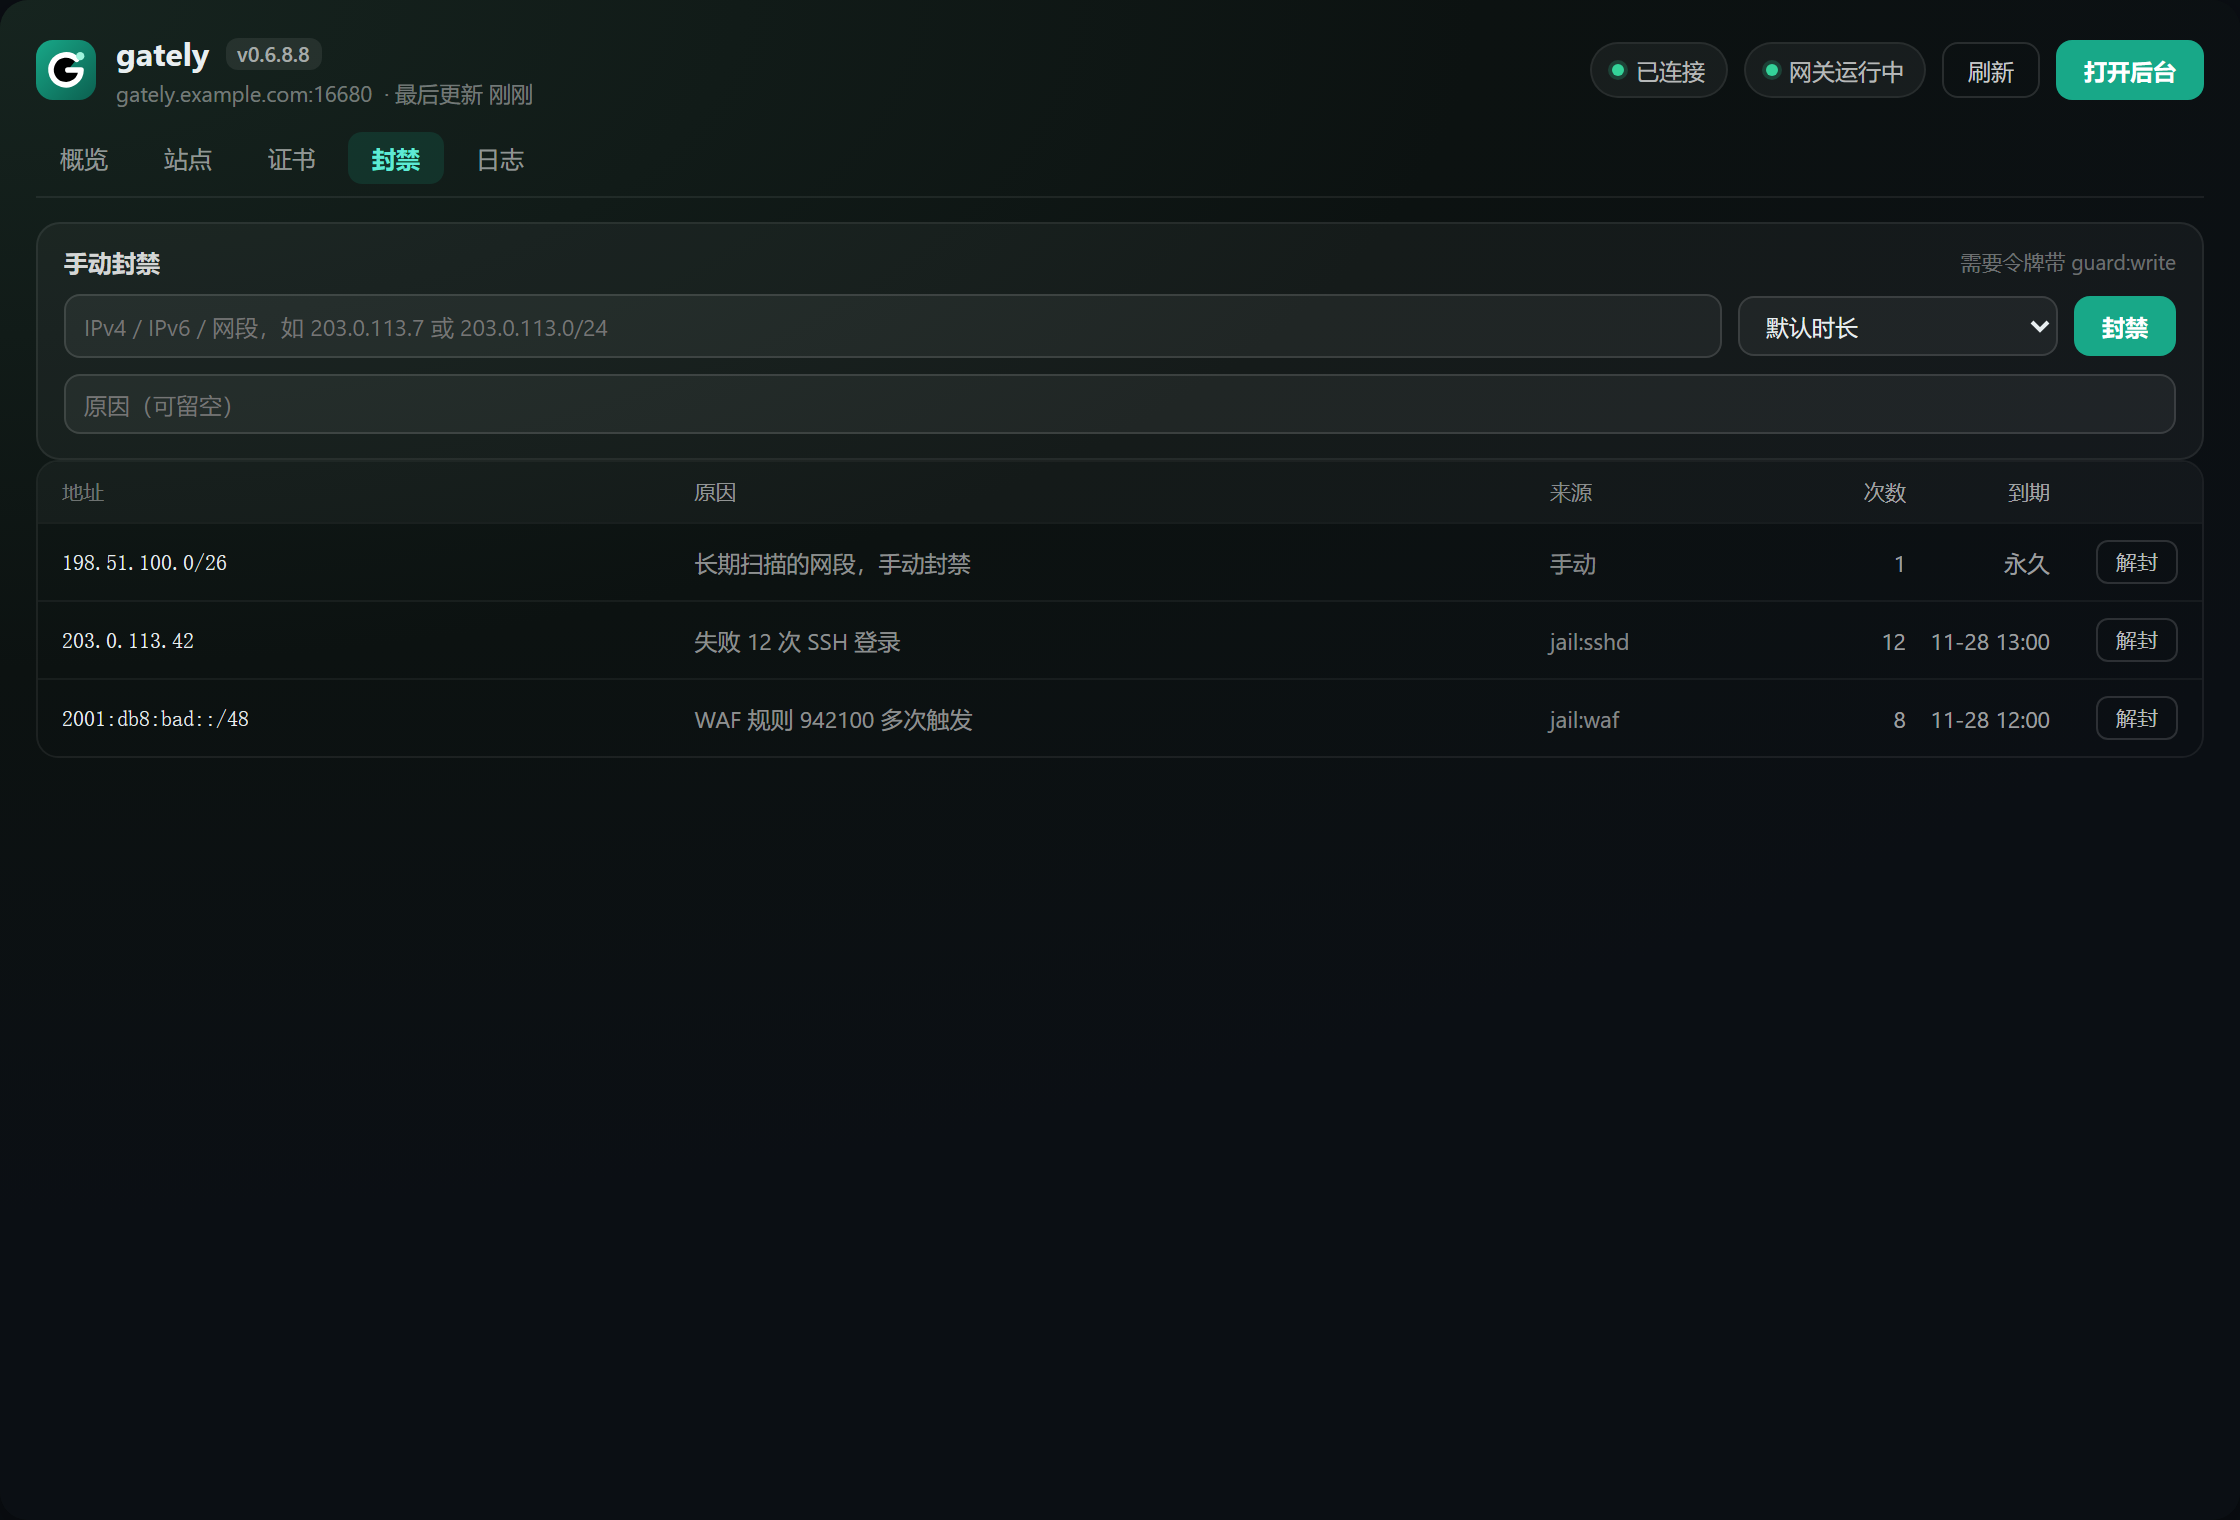 gately v0.6.8.8
gately.example.com:16680 · 最后更新 刚刚
已连接
网关运行中
刷新
打开后台
概览 站点 证书 封禁 日志
手动封禁
需要令牌带 guard:write
IPv4 / IPv6 / 网段，如 203.0.113.7 或 203.0.113.0/24
默认时长
封禁
原因（可留空）
地址 原因 来源 次数 到期
198.51.100.0/26 长期扫描的网段，手动封禁 手动 1 永久 解封
203.0.113.42 失败 12 次 SSH 登录 jail:sshd 12 11-28 13:00 解封
2001:db8:bad::/48 WAF 规则 942100 多次触发 jail:waf 8 11-28 12:00 解封